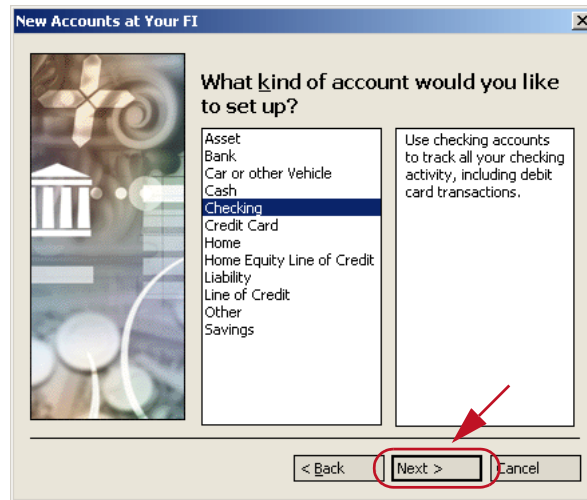 New Accounts at Your FI
What kind of account would you like
to set up?
Asset
Bank
Car or other Vehicle
Cash
Checking
Credit Card
Home
Home Equity Line of Credit
Liability
Line of Credit
Other
Savings
Use checking accounts
to track all your checking
activity, including debit
card transactions.
< Back
Next >
Cancel